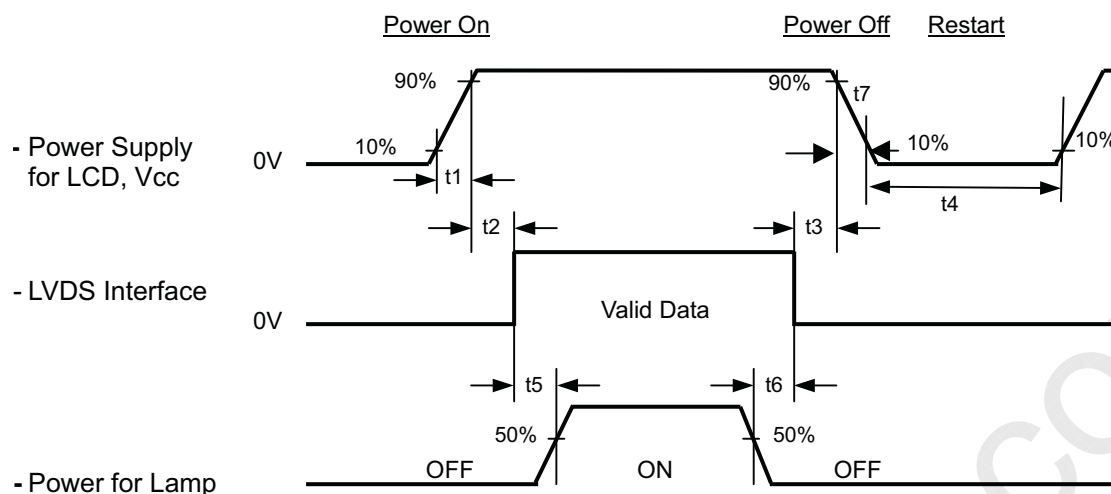 Power On Power Off Restart
90% 90% t7
- Power Supply
for LCD, Vcc
0V 10% 10% 10%
t1 t4
t2 t3
- LVDS Interface
0V Valid Data
t5 t6
50% 50%
OFF ON OFF
- Power for Lamp